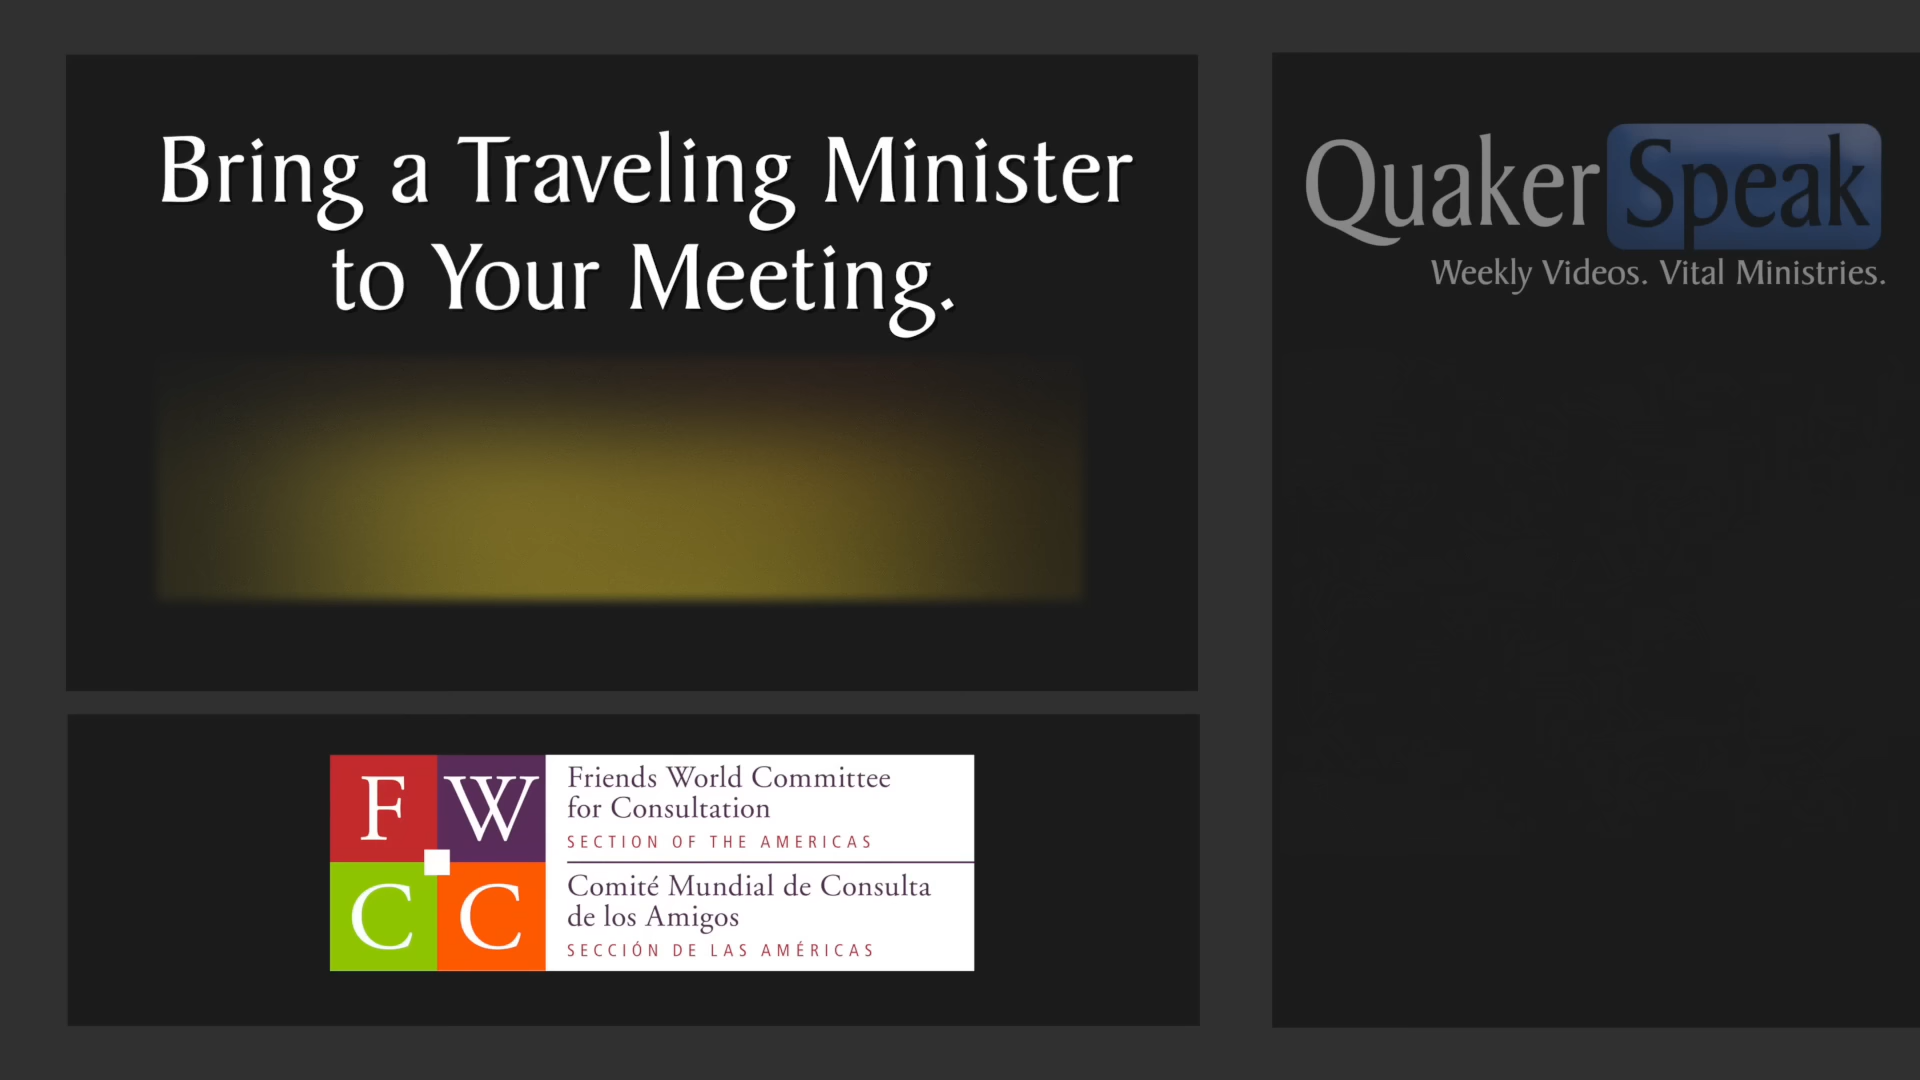 Bring a Traveling Minister
to Your Meeting.
QuakerSpeak
Weekly Videos. Vital Ministries.
F W
C C
Friends World Committee
for Consultation
SECTION OF THE AMERICAS
Comité Mundial de Consulta
de los Amigos
SECCIÓN DE LAS AMÉRICAS